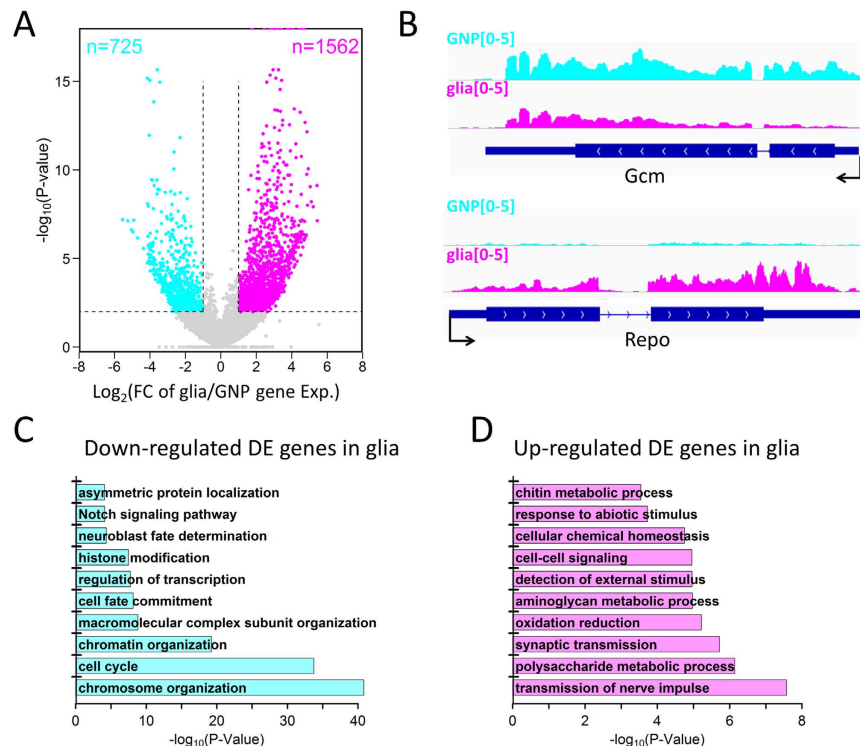 A
n=725
n=1562
15
10
5
0
-log10(P-value)
-8 -6 -4 -2 0 2 4 6 8
Log2(FC of glia/GNP gene Exp.)
B
GNP[0-5]
glia[0-5]
Gcm
GNP[0-5]
glia[0-5]
Repo
C
Down-regulated DE genes in glia
asymmetric protein localization
Notch signaling pathway
neuroblast fate determination
histone modification
regulation of transcription
cell fate commitment
macromolecular complex subunit organization
chromatin organization
cell cycle
chromosome organization
0 10 20 30 40
-log10(P-Value)
D
Up-regulated DE genes in glia
chitin metabolic process
response to abiotic stimulus
cellular chemical homeostasis
cell-cell signaling
detection of external stimulus
aminoglycan metabolic process
oxidation reduction
synaptic transmission
polysaccharide metabolic process
transmission of nerve impulse
0 2 4 6 8
-log10(P-Value)